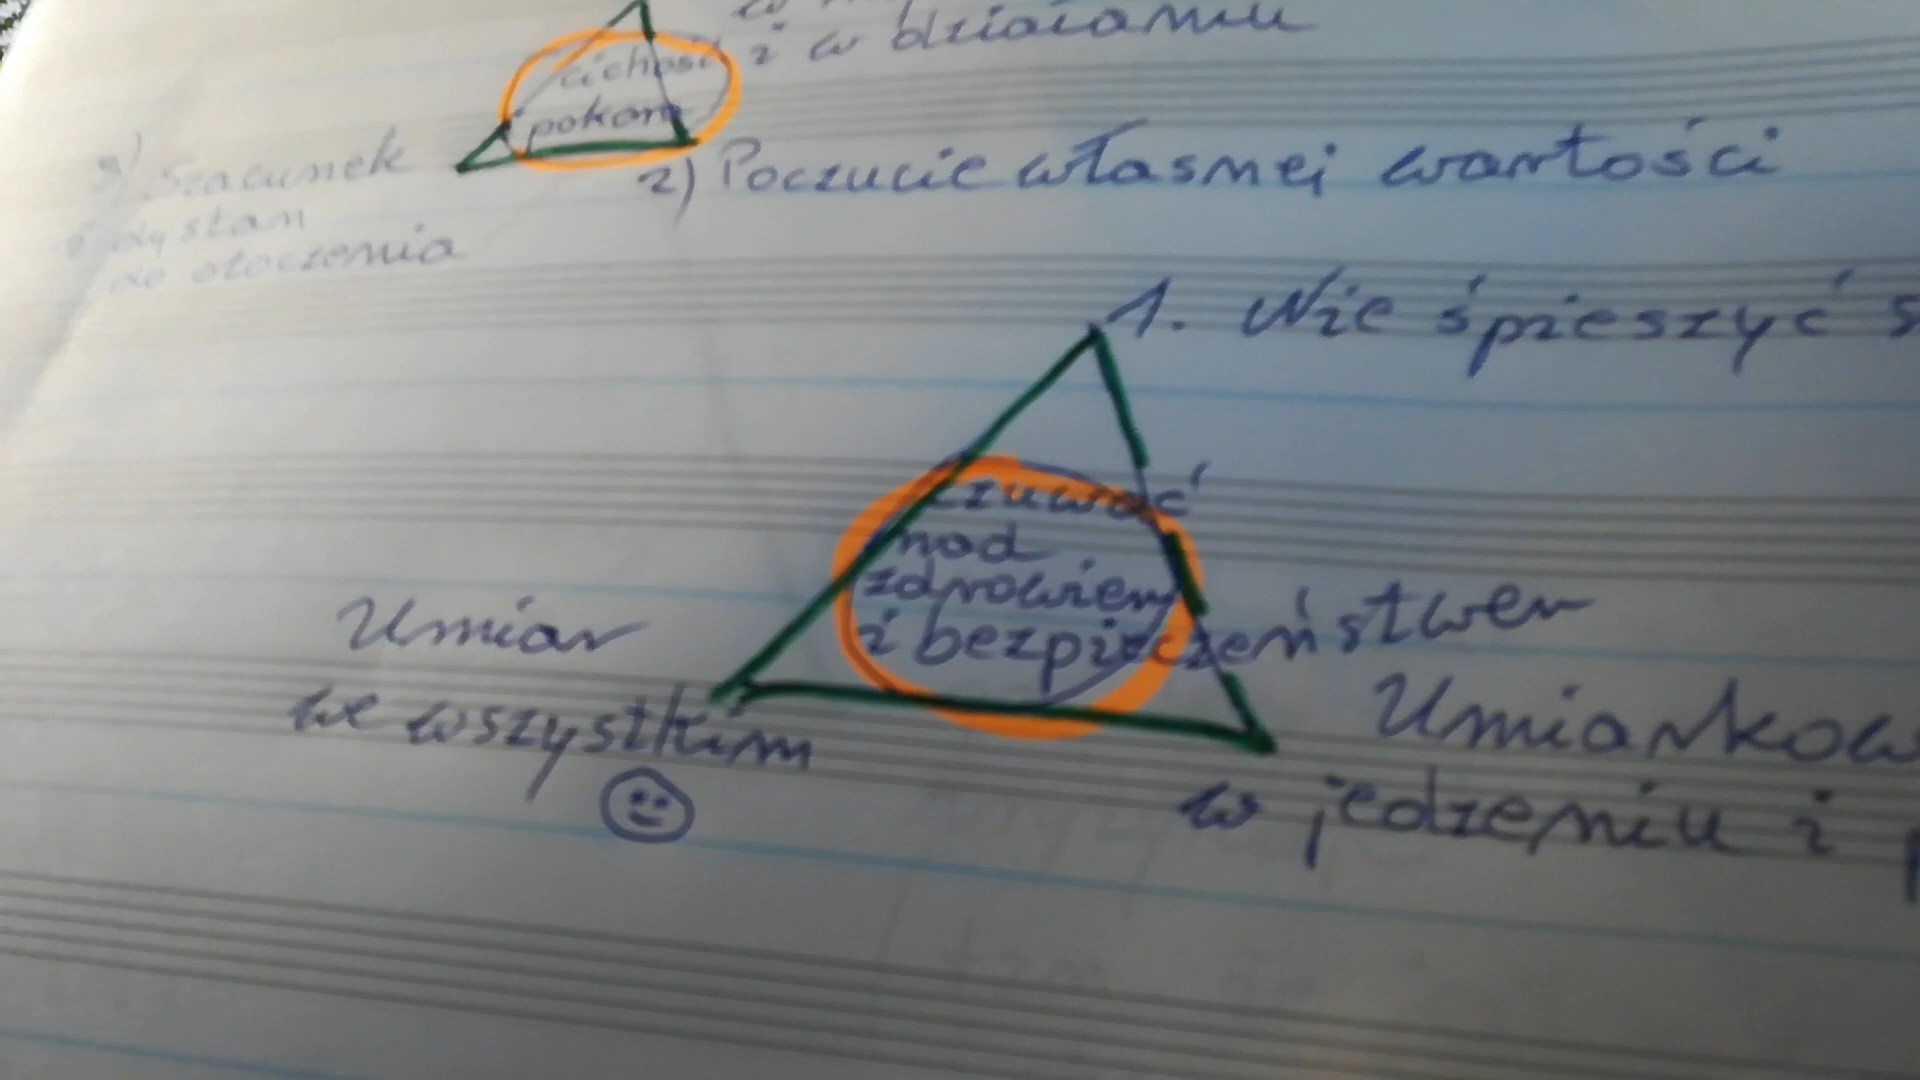 i w działaniu
cichość
i pokora
3) Szacunek
i dystans
do otoczenia
2) Poczucie własnej wartości
1. Nie śpieszyć s
czuwać
nad
zdrowiem
i bezpieczeństwem
Umiar
we wszystkim
Umiarkow
w jedzeniu i p